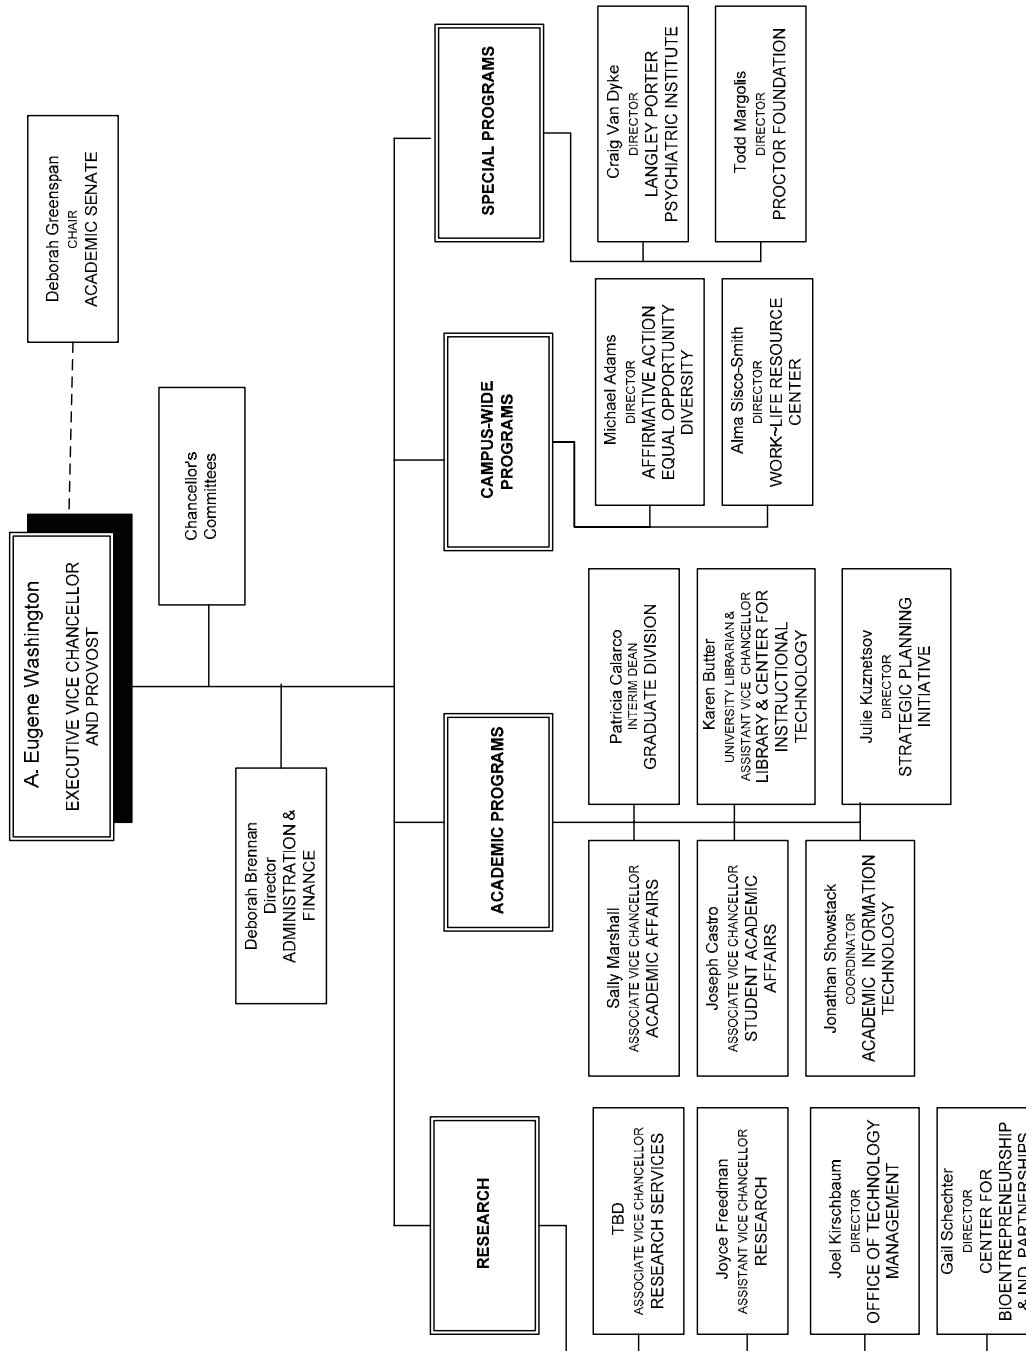 A. Eugene Washington
EXECUTIVE VICE CHANCELLOR
AND PROVOST
Deborah Greenspan
CHAIR
ACADEMIC SENATE
Chancellor's
Committees
Deborah Brennan
Director
ADMINISTRATION &
FINANCE
RESEARCH
TBD
ASSOCIATE VICE CHANCELLOR
RESEARCH SERVICES
Joyce Freedman
ASSISTANT VICE CHANCELLOR
RESEARCH
Joel Kirschbaum
DIRECTOR
OFFICE OF TECHNOLOGY
MANAGEMENT
Gail Schechter
DIRECTOR
CENTER FOR
BIOENTREPRENEURSHIP
& IND. PARTNERSHIPS
ACADEMIC PROGRAMS
Sally Marshall
ASSOCIATE VICE CHANCELLOR
ACADEMIC AFFAIRS
Patricia Calarco
INTERIM DEAN
GRADUATE DIVISION
Joseph Castro
ASSOCIATE VICE CHANCELLOR
STUDENT ACADEMIC
AFFAIRS
Karen Butter
UNIVERSITY LIBRARIAN &
ASSISTANT VICE CHANCELLOR
LIBRARY & CENTER FOR
INSTRUCTIONAL
TECHNOLOGY
Jonathan Showstack
COORDINATOR
ACADEMIC INFORMATION
TECHNOLOGY
Julie Kuznetsov
DIRECTOR
STRATEGIC PLANNING
INITIATIVE
CAMPUS-WIDE
PROGRAMS
Michael Adams
DIRECTOR
AFFIRMATIVE ACTION
EQUAL OPPORTUNITY
DIVERSITY
Alma Sisco-Smith
DIRECTOR
WORK~LIFE RESOURCE
CENTER
SPECIAL PROGRAMS
Craig Van Dyke
DIRECTOR
LANGLEY PORTER
PSYCHIATRIC INSTITUTE
Todd Margolis
DIRECTOR
PROCTOR FOUNDATION